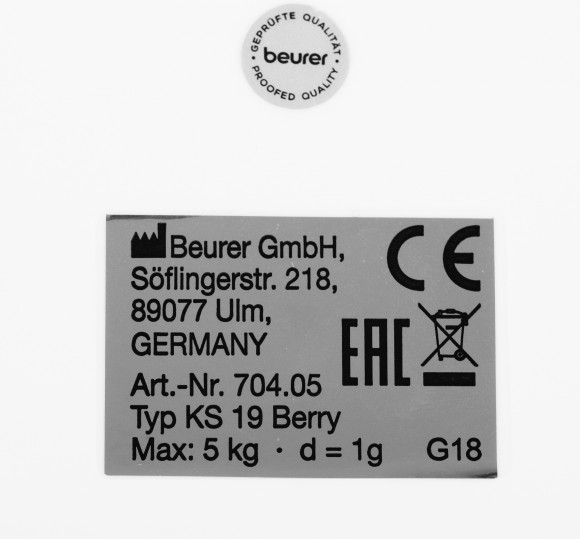 GEPRÜFTE QUALITÄT
beurer
PROOFED QUALITY
Beurer GmbH,
Söflingerstr. 218,
89077 Ulm,
GERMANY
CE
EAC
Art.-Nr. 704.05
Typ KS 19 Berry
Max: 5 kg · d = 1g G18